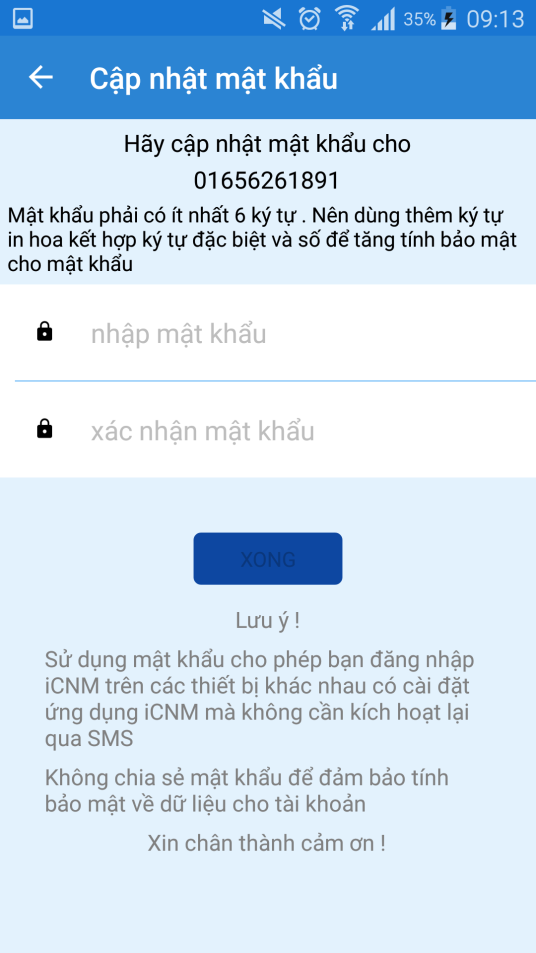 35% 09:13
Cập nhật mật khẩu
Hãy cập nhật mật khẩu cho
01656261891
Mật khẩu phải có ít nhất 6 ký tự . Nên dùng thêm ký tự
in hoa kết hợp ký tự đặc biệt và số để tăng tính bảo mật
cho mật khẩu
nhập mật khẩu
xác nhận mật khẩu
XONG
Lưu ý !
Sử dụng mật khẩu cho phép bạn đăng nhập
iCNM trên các thiết bị khác nhau có cài đặt
ứng dụng iCNM mà không cần kích hoạt lại
qua SMS
Không chia sẻ mật khẩu để đảm bảo tính
bảo mật về dữ liệu cho tài khoản
Xin chân thành cảm ơn !